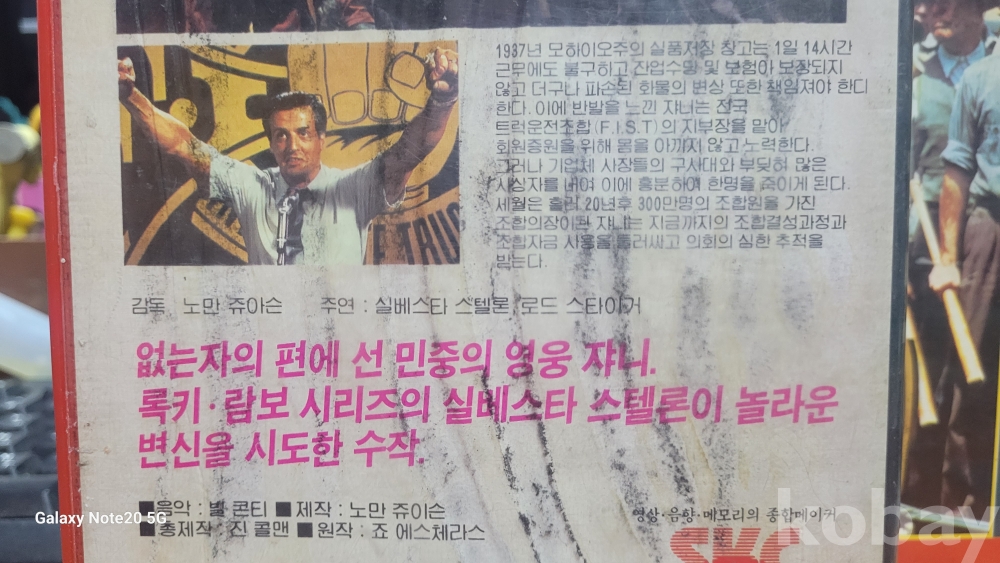 1937년 오하이오주의 실품저장 창고는 1일 14시간
근무에도 불구하고 잔업수당 및 보험이 보장되지
않고 더구나 파손된 화물의 변상 또한 책임져야 한다
한다. 이에 반발을 느낀 쟈니는 전국
트럭운전조합(F.I.S.T)의 지부장을 맡아
회원증원을 위해 몸을 아끼지 않고 노력한다.
그러나 기업체 사장들의 구사대와 부딪혀 많은
사상자를 내며 이에 흥분하여 한명을 죽이게 된다.
세월은 흘러 20년후 300만명의 조합원을 가진
조합의장이된 쟈니는 지금까지의 조합결성과정과
조합자금 사용을 둘러싸고 의회의 심한 추적을
받는다.
감독 노만 쥬아슨 주연 : 실베스타 스텔론, 로드 스타이거
없는자의 편에 선 민중의 영웅 쟈니.
록키·람보 시리즈의 실베스타 스텔론이 놀라운
변신을 시도한 수작.
■음악 : 빌 콘티 ■제작 : 노만 쥬이슨
■총제작 : 진 콜맨 ■원작 : 죠 에스체라스
영상·음향·메모리의 종합메이커
SKC
Galaxy Note20 5G
kobay